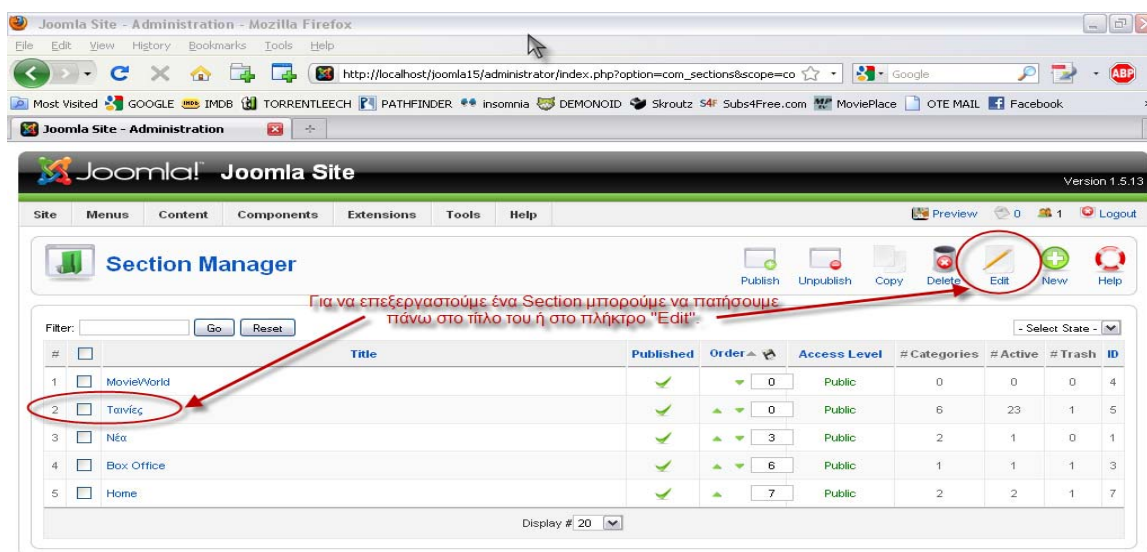 Joomla Site - Administration - Mozilla Firefox
File Edit View History Bookmarks Tools Help
http://localhost/joomla15/administrator/index.php?option=com_sections&scope=co Google ABP
Most Visited GOOGLE IMDB TORRENTLEECH PATHFINDER insomnia DEMONOID Skroutz S4F Subs4Free.com MoviePlace OTE MAIL Facebook
Joomla Site - Administration
Joomla! Joomla Site
Version 1.5.13
Site Menus Content Components Extensions Tools Help Preview 0 1 Logout
Section Manager
Publish Unpublish Copy Delete Edit New Help
Για να επεξεργαστούμε ένα Section μπορούμε να πατήσουμε
πάνω στο τίτλο του ή στο πλήκτρο "Edit".
Filter: Go Reset - Select State -
# Title Published Order Access Level # Categories # Active # Trash ID
1 MovieWorld 0 Public 0 0 0 4
2 Ταινίες 0 Public 6 23 1 5
3 Νέα 3 Public 2 1 0 1
4 Box Office 6 Public 1 1 1 3
5 Home 7 Public 2 2 1 7
Display # 20